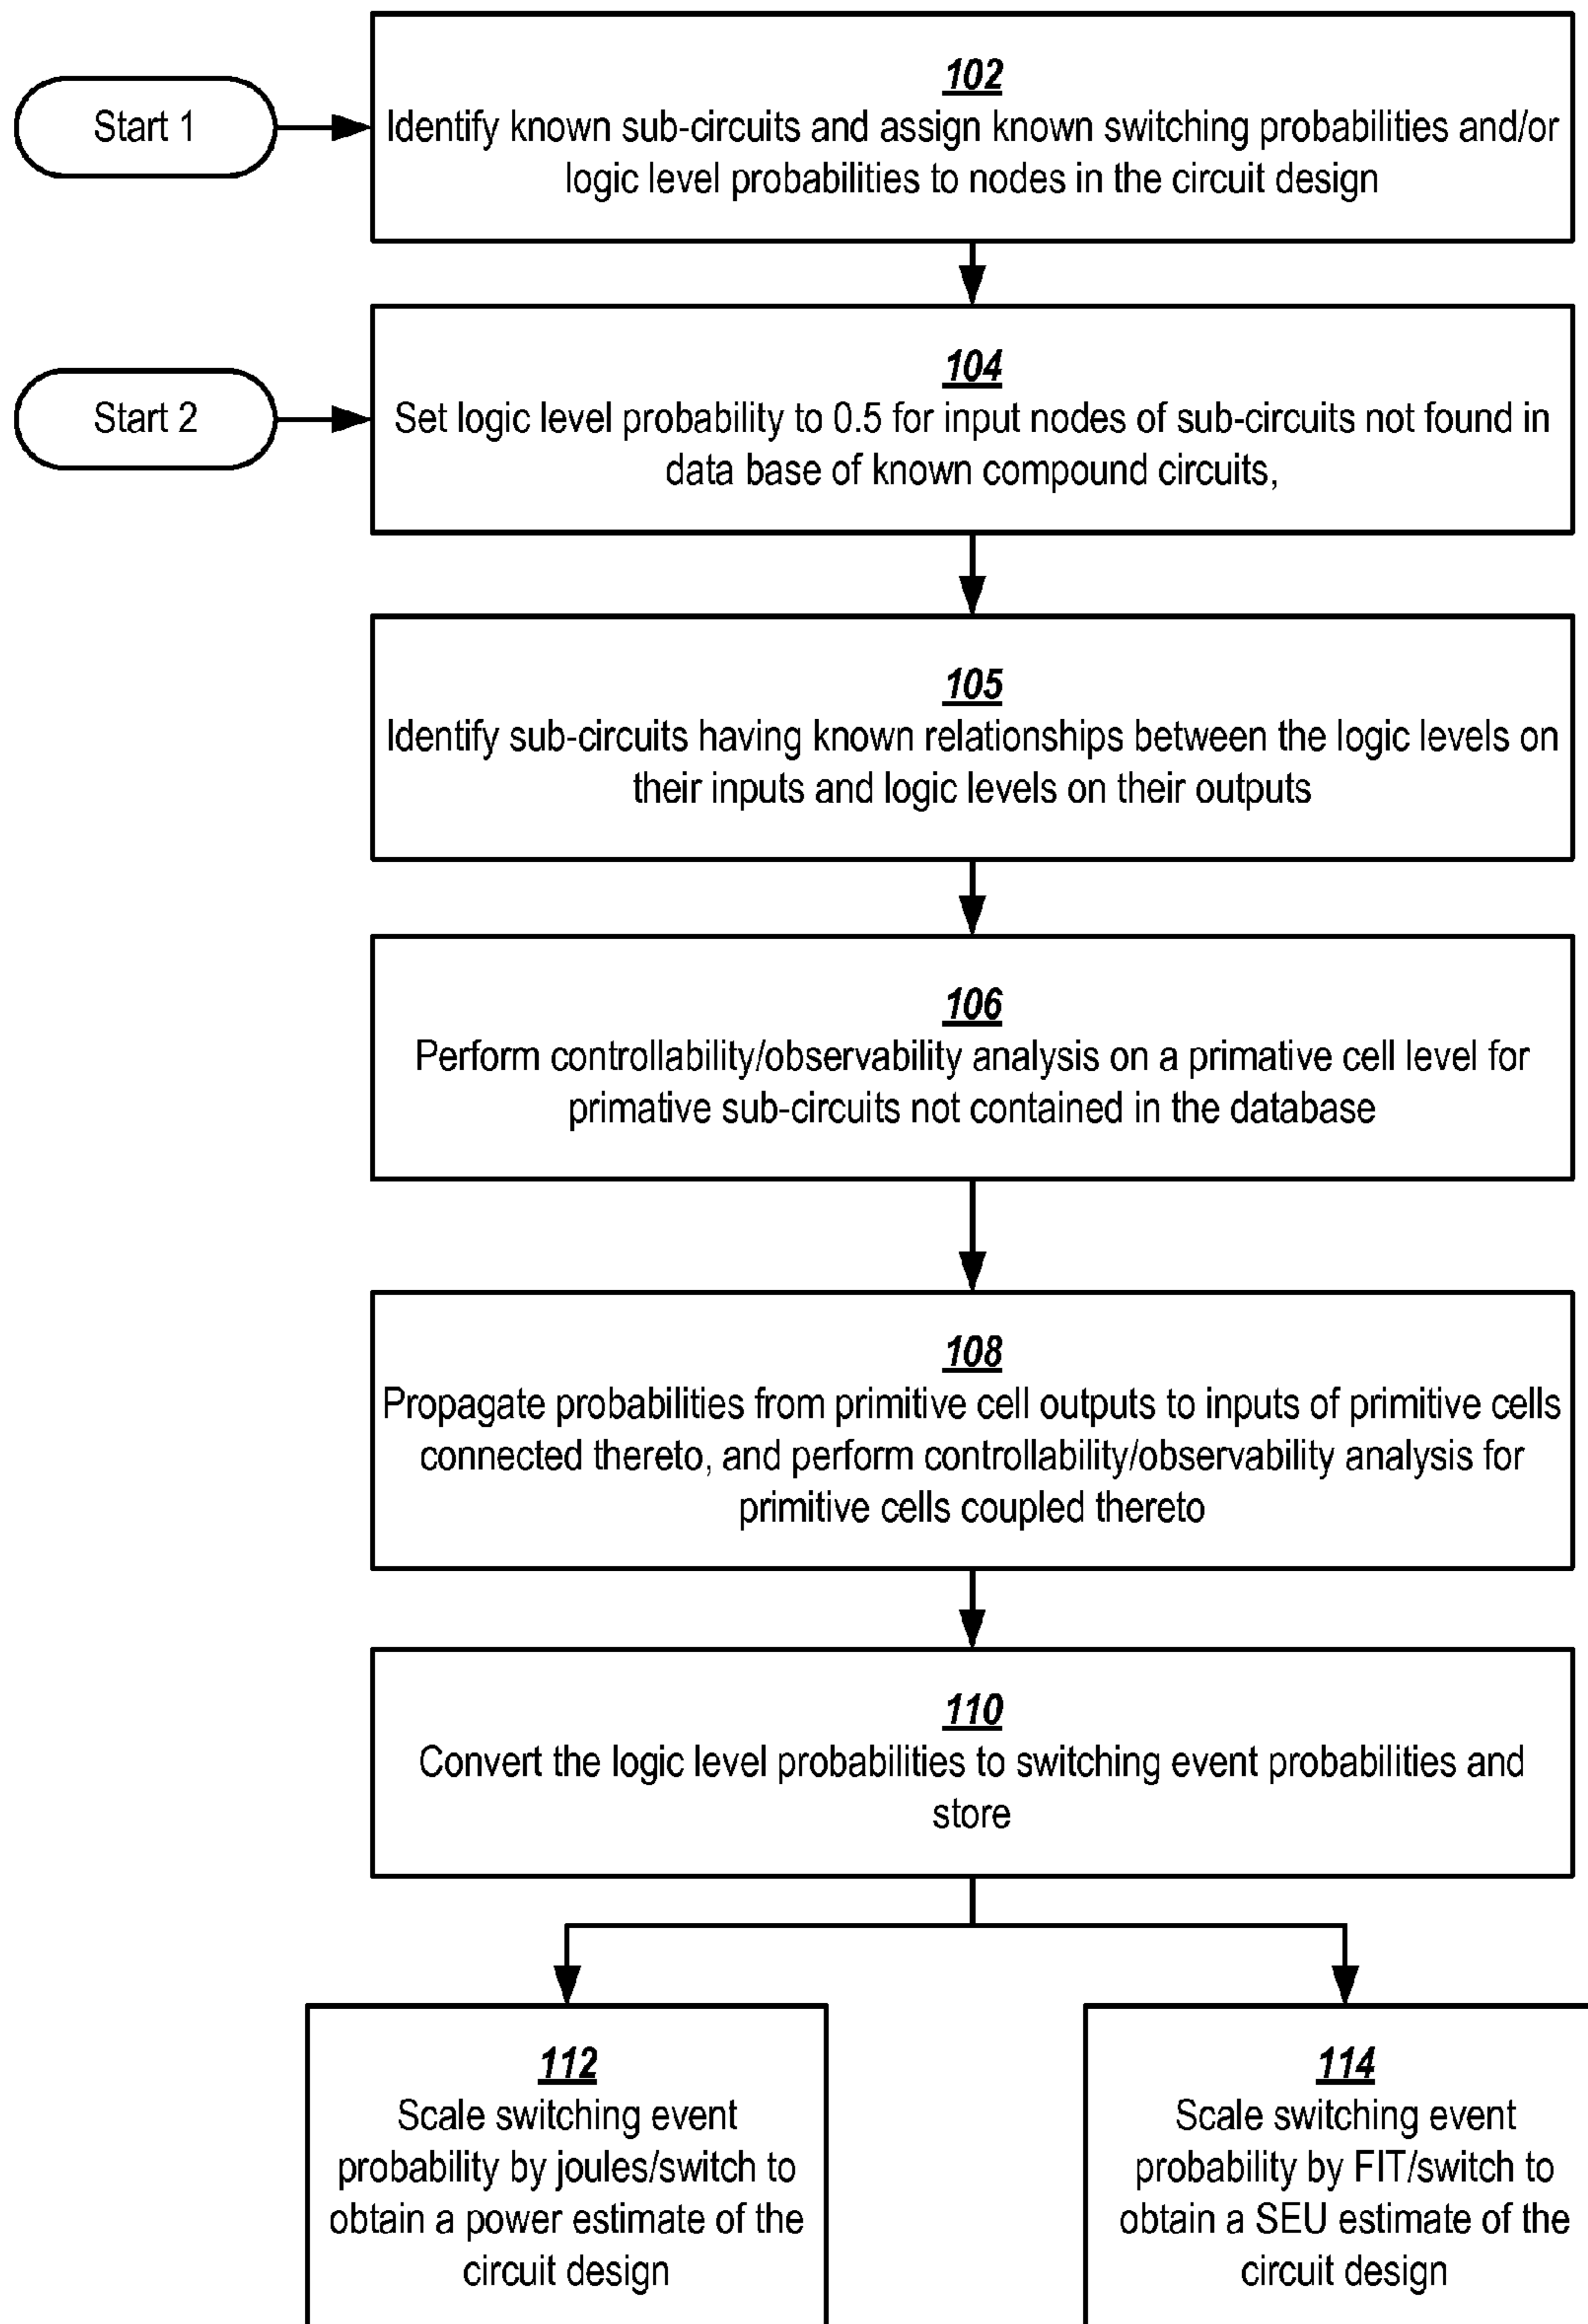 102
Start 1
Identify known sub-circuits and assign known switching probabilities and/or
logic level probabilities to nodes in the circuit design
104
Start 2
Set logic level probability to 0.5 for input nodes of sub-circuits not found in
data base of known compound circuits,
105
Identify sub-circuits having known relationships between the logic levels on
their inputs and logic levels on their outputs
106
Perform controllability/observability analysis on a primative cell level for
primative sub-circuits not contained in the database
108
Propagate probabilities from primitive cell outputs to inputs of primitive cells
connected thereto, and perform controllability/observability analysis for
primitive cells coupled thereto
110
Convert the logic level probabilities to switching event probabilities and
store
112
Scale switching event
probability by joules/switch to
obtain a power estimate of the
circuit design
114
Scale switching event
probability by FIT/switch to
obtain a SEU estimate of the
circuit design